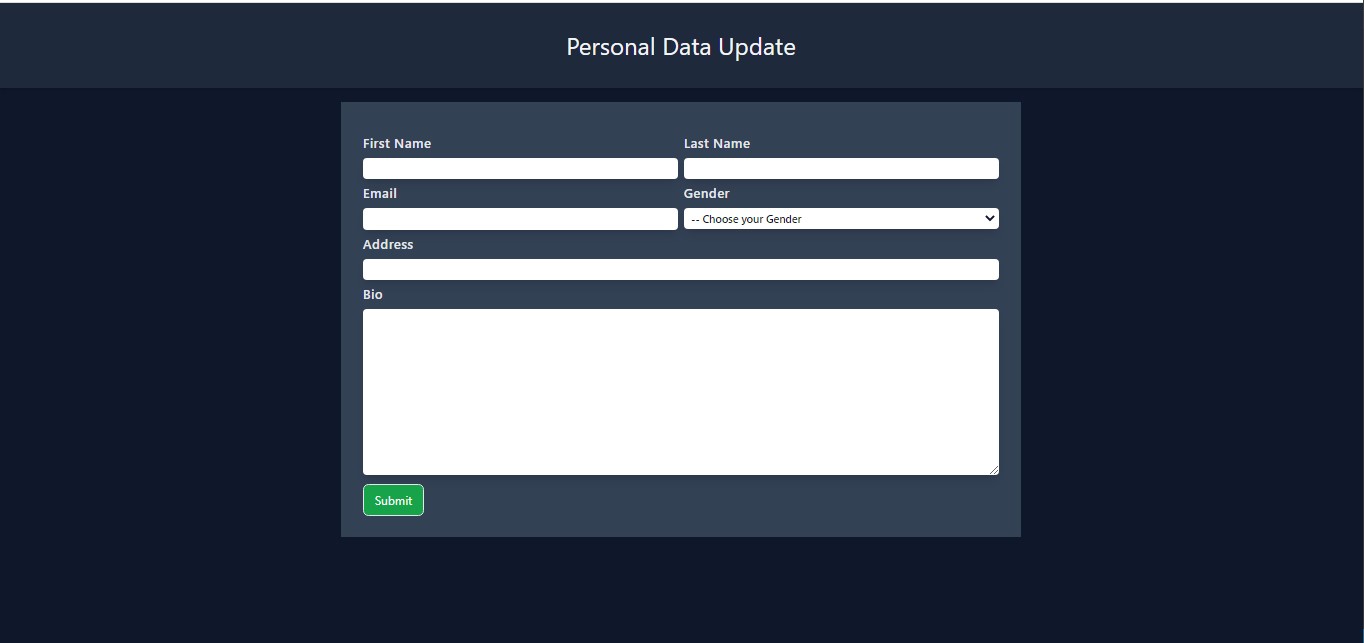 Personal Data Update
First Name
Last Name
Email
Gender
-- Choose your Gender
Address
Bio
Submit